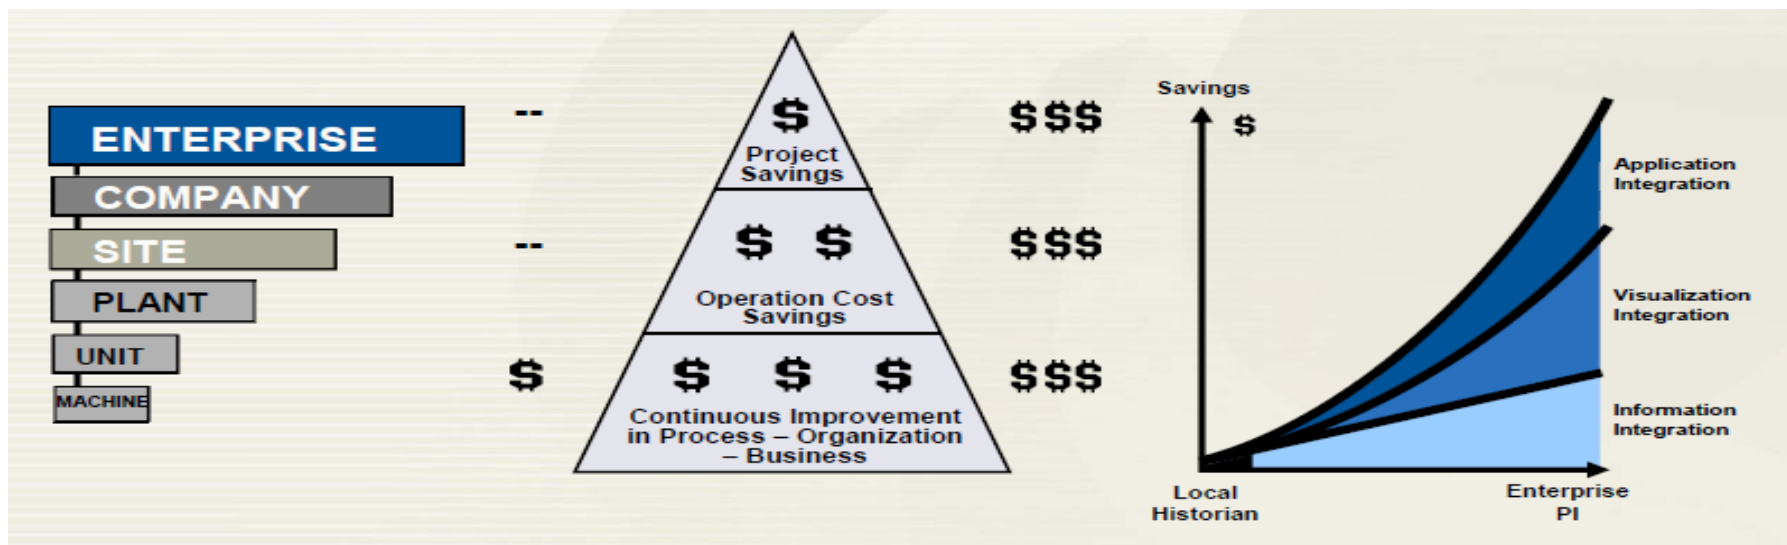 ENTERPRISE
COMPANY
SITE
PLANT
UNIT
MACHINE
--
--
$
$
Project
Savings
$ $
Operation Cost
Savings
$ $ $
Continuous Improvement
in Process – Organization
– Business
$$$
$$$
$$$
Savings
$
Application
Integration
Visualization
Integration
Information
Integration
Local
Historian
Enterprise
PI